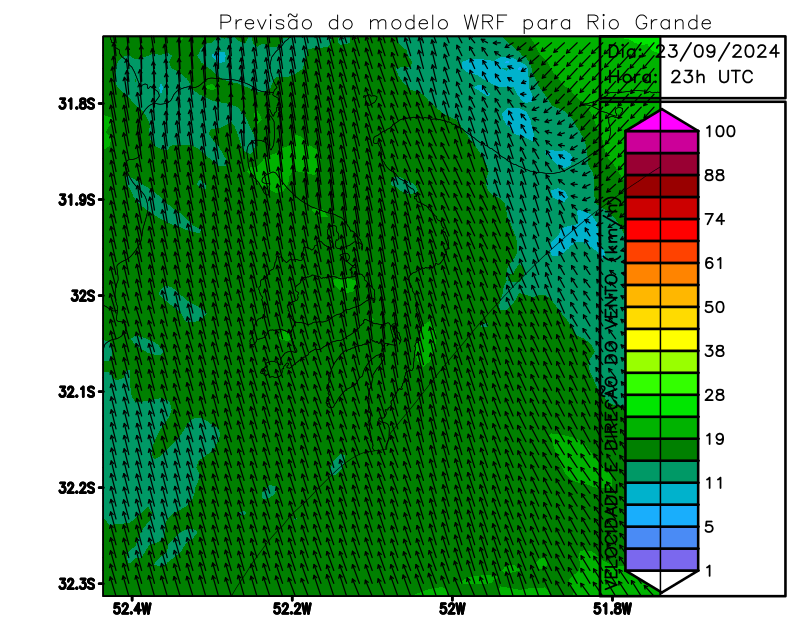 Previsão do modelo WRF para Rio Grande
Dia: 23/09/2024
Hora: 23h UTC
31.8S
31.9S
32S
32.1S
32.2S
32.3S
52.4W
52.2W
52W
51.8W
VELOCIDADE E DIREÇÃO DO VENTO (km/h)
100
88
74
61
50
38
28
19
11
5
1